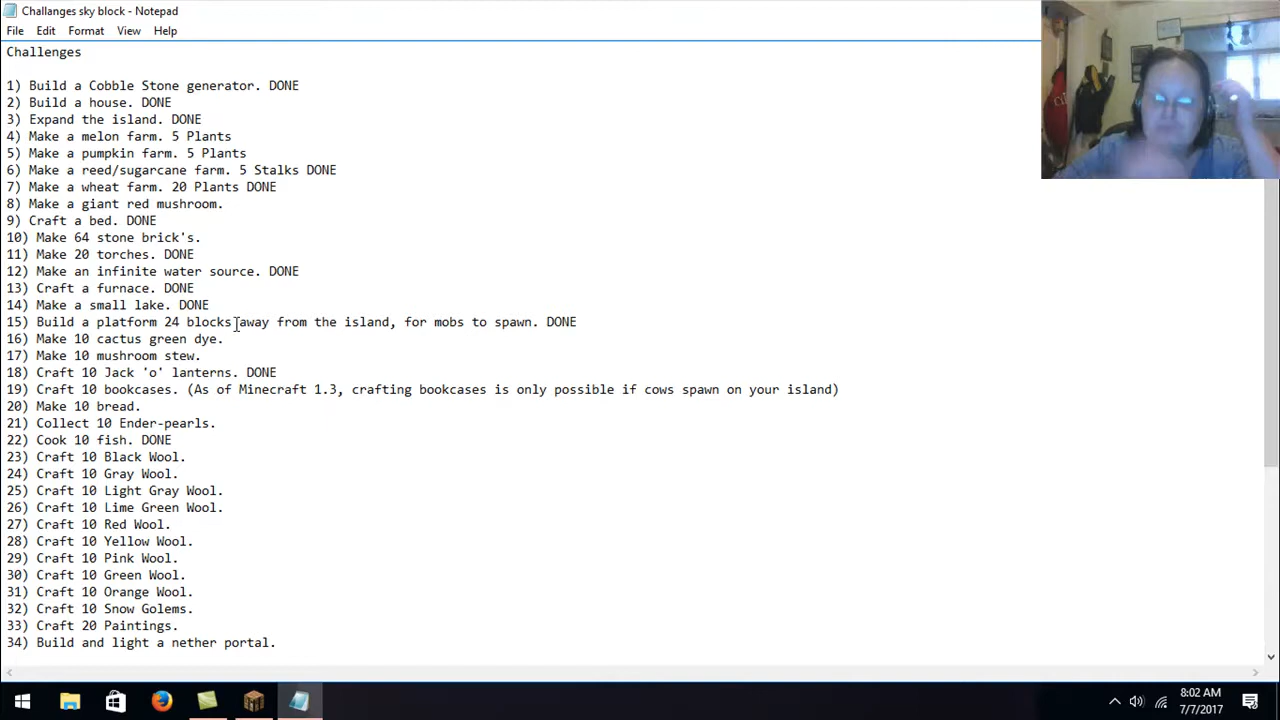 Challanges sky block - Notepad
File Edit Format View Help
Challenges
1) Build a Cobble Stone generator. DONE
2) Build a house. DONE
3) Expand the island. DONE
4) Make a melon farm. 5 Plants
5) Make a pumpkin farm. 5 Plants
6) Make a reed/sugarcane farm. 5 Stalks DONE
7) Make a wheat farm. 20 Plants DONE
8) Make a giant red mushroom.
9) Craft a bed. DONE
10) Make 64 stone brick's.
11) Make 20 torches. DONE
12) Make an infinite water source. DONE
13) Craft a furnace. DONE
14) Make a small lake. DONE
15) Build a platform 24 blocks away from the island, for mobs to spawn. DONE
16) Make 10 cactus green dye.
17) Make 10 mushroom stew.
18) Craft 10 Jack 'o' lanterns. DONE
19) Craft 10 bookcases. (As of Minecraft 1.3, crafting bookcases is only possible if cows spawn on your island)
20) Make 10 bread.
21) Collect 10 Ender-pearls.
22) Cook 10 fish. DONE
23) Craft 10 Black Wool.
24) Craft 10 Gray Wool.
25) Craft 10 Light Gray Wool.
26) Craft 10 Lime Green Wool.
27) Craft 10 Red Wool.
28) Craft 10 Yellow Wool.
29) Craft 10 Pink Wool.
30) Craft 10 Green Wool.
31) Craft 10 Orange Wool.
32) Craft 10 Snow Golems.
33) Craft 20 Paintings.
34) Build and light a nether portal.
8:02 AM
7/7/2017